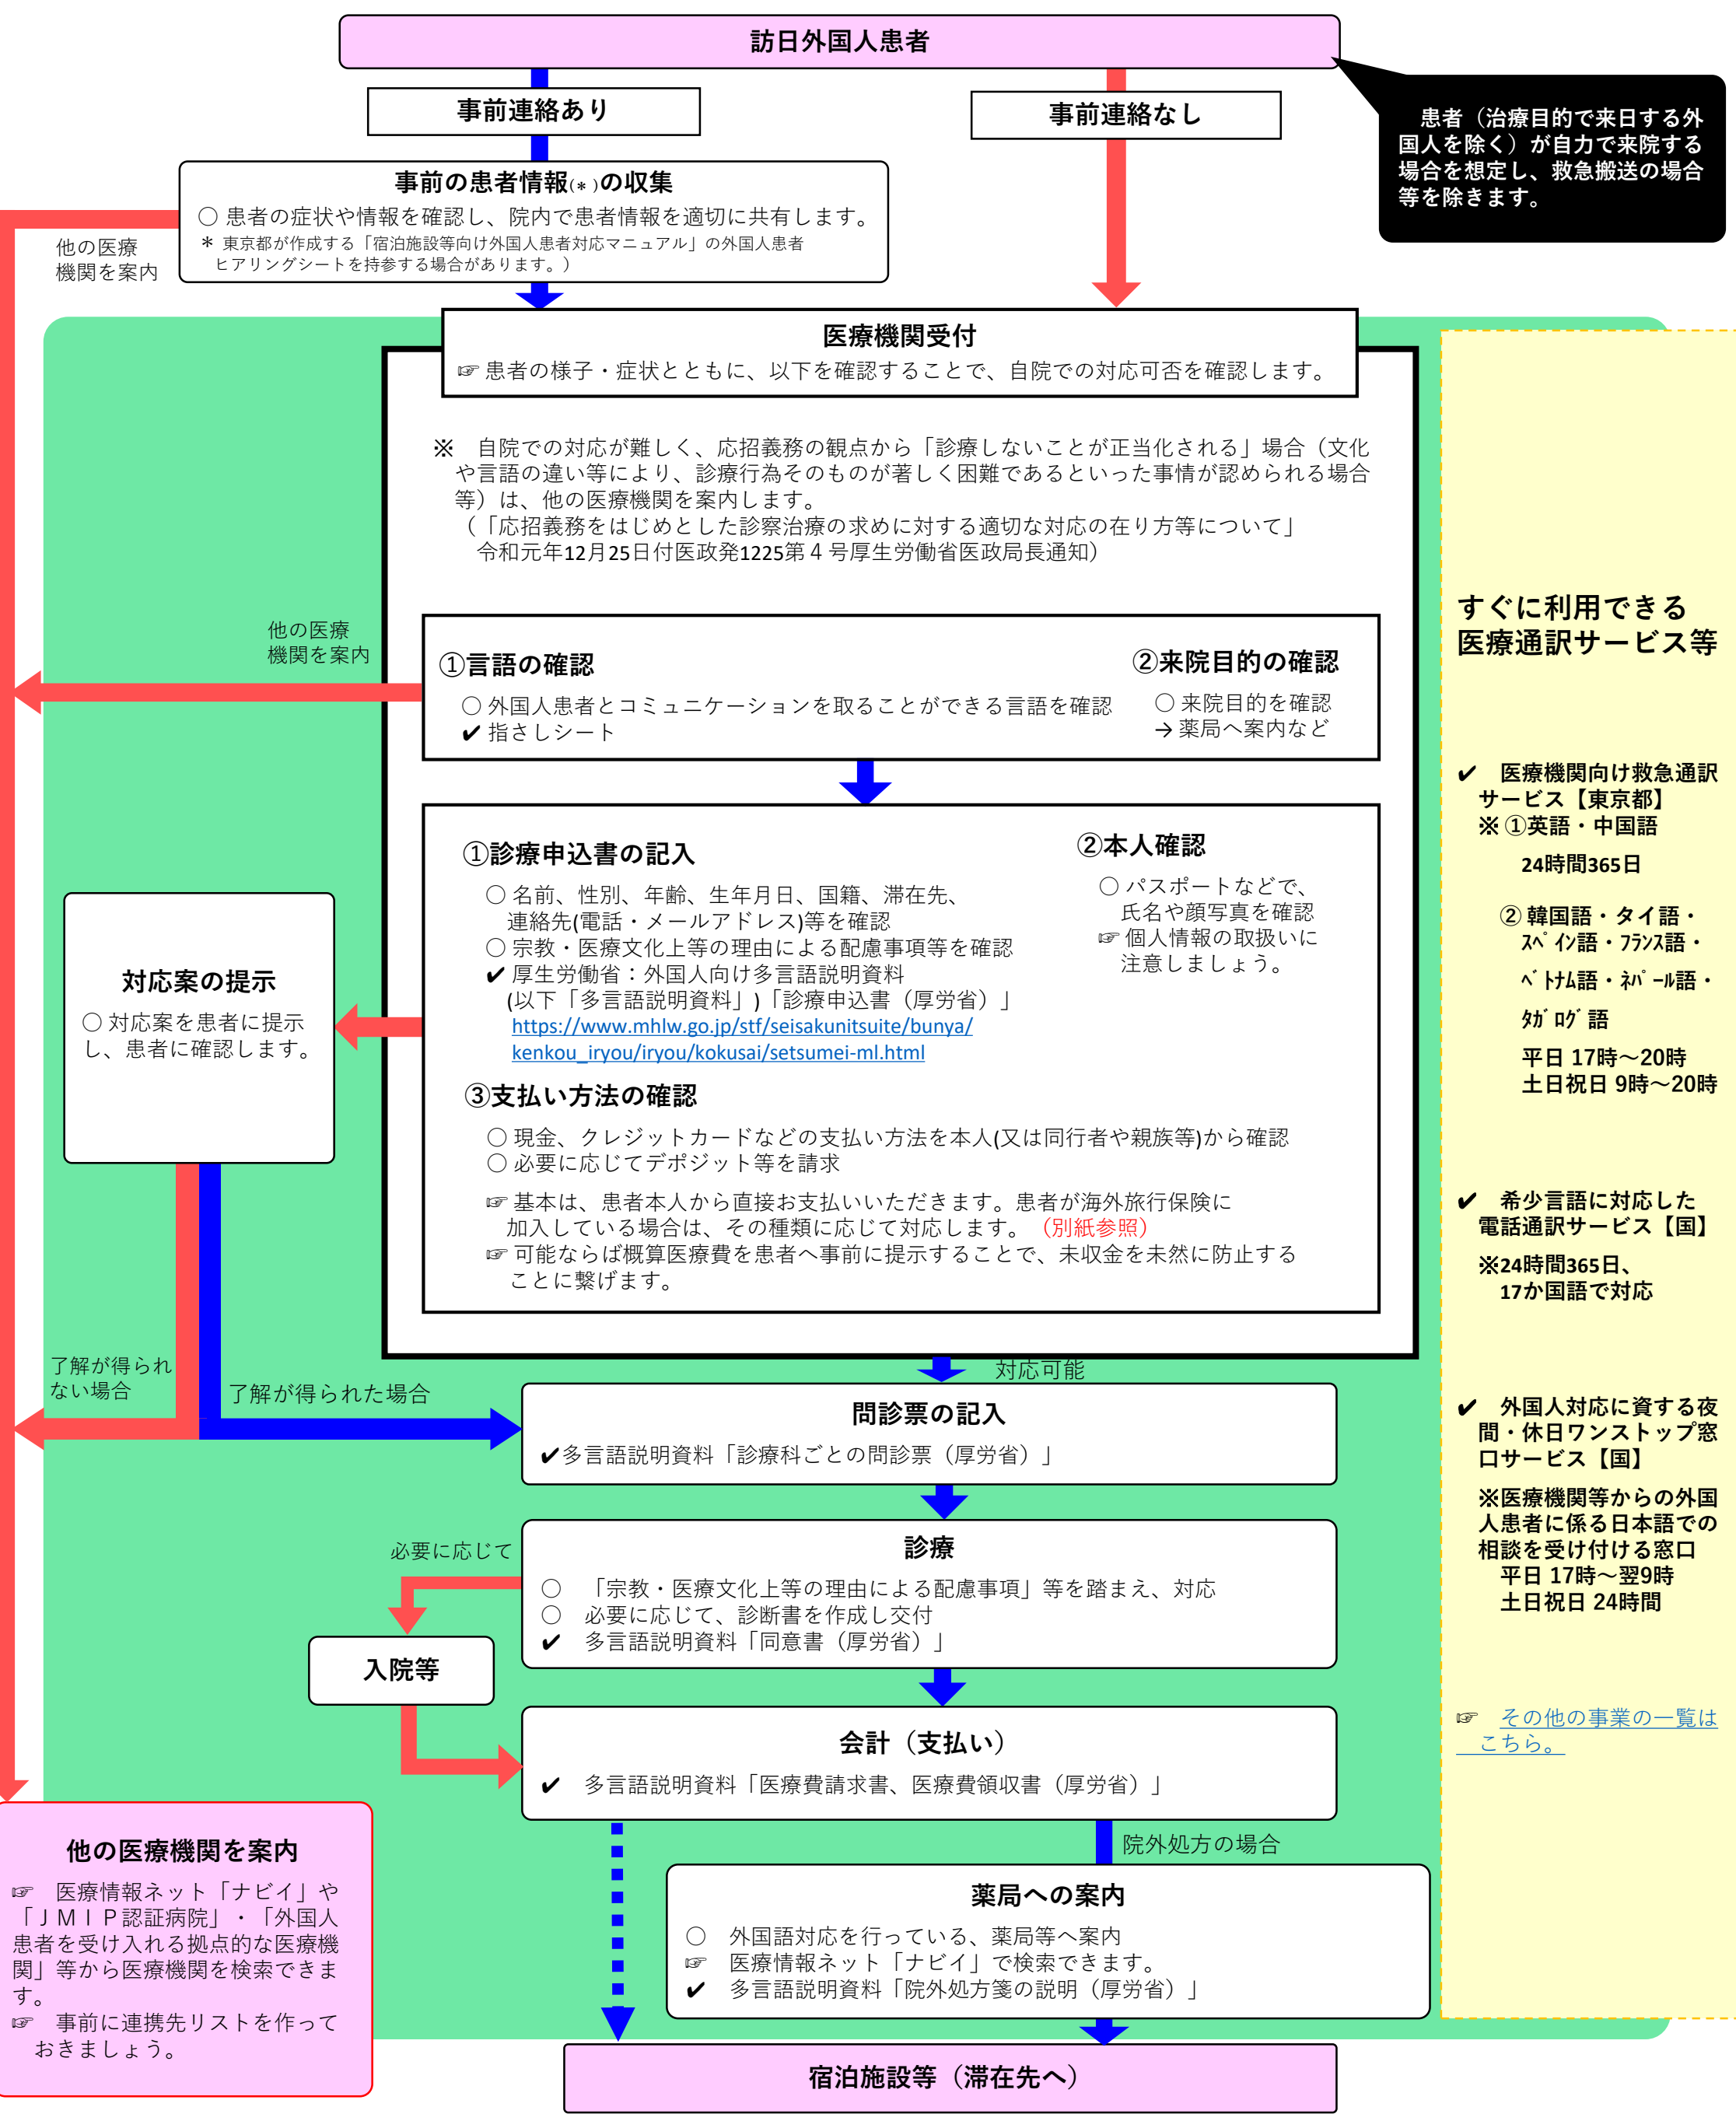 訪日外国人患者
事前連絡あり
事前連絡なし
患者（治療目的で来日する外
国人を除く）が自力で来院する
場合を想定し、救急搬送の場合
等を除きます。
事前の患者情報(＊)の収集
○ 患者の症状や情報を確認し、院内で患者情報を適切に共有します。
＊ 東京都が作成する「宿泊施設等向け外国人患者対応マニュアル」の外国人患者
ヒアリングシートを持参する場合があります。）
他の医療
機関を案内
医療機関受付
☞ 患者の様子・症状とともに、以下を確認することで、自院での対応可否を確認します。
※　自院での対応が難しく、応招義務の観点から「診療しないことが正当化される」場合（文化
や言語の違い等により、診療行為そのものが著しく困難であるといった事情が認められる場合
等）は、他の医療機関を案内します。
（「応招義務をはじめとした診察治療の求めに対する適切な対応の在り方等について」
令和元年12月25日付医政発1225第４号厚生労働省医政局長通知）
他の医療
機関を案内
①言語の確認
○ 外国人患者とコミュニケーションを取ることができる言語を確認
✔ 指さしシート
②来院目的の確認
○ 来院目的を確認
→ 薬局へ案内など
①診療申込書の記入
○ 名前、性別、年齢、生年月日、国籍、滞在先、
連絡先(電話・メールアドレス)等を確認
○ 宗教・医療文化上等の理由による配慮事項等を確認
✔ 厚生労働省：外国人向け多言語説明資料
(以下「多言語説明資料」)「診療申込書（厚労省）」
https://www.mhlw.go.jp/stf/seisakunitsuite/bunya/
kenkou_iryou/iryou/kokusai/setsumei-ml.html
②本人確認
○ パスポートなどで、
氏名や顔写真を確認
☞ 個人情報の取扱いに
注意しましょう。
③支払い方法の確認
○ 現金、クレジットカードなどの支払い方法を本人(又は同行者や親族等)から確認
○ 必要に応じてデポジット等を請求
☞ 基本は、患者本人から直接お支払いいただきます。患者が海外旅行保険に
加入している場合は、その種類に応じて対応します。（別紙参照）
☞ 可能ならば概算医療費を患者へ事前に提示することで、未収金を未然に防止する
ことに繋げます。
対応案の提示
○ 対応案を患者に提示
し、患者に確認します。
了解が得られ
ない場合
了解が得られた場合
対応可能
問診票の記入
✔多言語説明資料「診療科ごとの問診票（厚労省）」
必要に応じて
診療
○　「宗教・医療文化上等の理由による配慮事項」等を踏まえ、対応
○　必要に応じて、診断書を作成し交付
✔　多言語説明資料「同意書（厚労省）」
入院等
会計（支払い）
✔　多言語説明資料「医療費請求書、医療費領収書（厚労省）」
院外処方の場合
薬局への案内
○　外国語対応を行っている、薬局等へ案内
☞　医療情報ネット「ナビイ」で検索できます。
✔　多言語説明資料「院外処方箋の説明（厚労省）」
宿泊施設等（滞在先へ）
他の医療機関を案内
☞　医療情報ネット「ナビイ」や
「ＪＭＩＰ認証病院」・「外国人
患者を受け入れる拠点的な医療機
関」等から医療機関を検索できま
す。
☞　事前に連携先リストを作って
おきましょう。
すぐに利用できる
医療通訳サービス等
✔　医療機関向け救急通訳
サービス【東京都】
※ ①英語・中国語
24時間365日
② 韓国語・タイ語・
ｽﾍﾟｲﾝ語・ﾌﾗﾝｽ語・
ﾍﾞﾄﾅﾑ語・ﾈﾊﾟｰﾙ語・
ﾀｶﾞﾛｸﾞ語
平日 17時～20時
土日祝日 9時～20時
✔　希少言語に対応した
電話通訳サービス【国】
※24時間365日、
17か国語で対応
✔　外国人対応に資する夜
間・休日ワンストップ窓
口サービス【国】
※医療機関等からの外国
人患者に係る日本語での
相談を受け付ける窓口
平日 17時～翌9時
土日祝日 24時間
☞　その他の事業の一覧は
こちら。